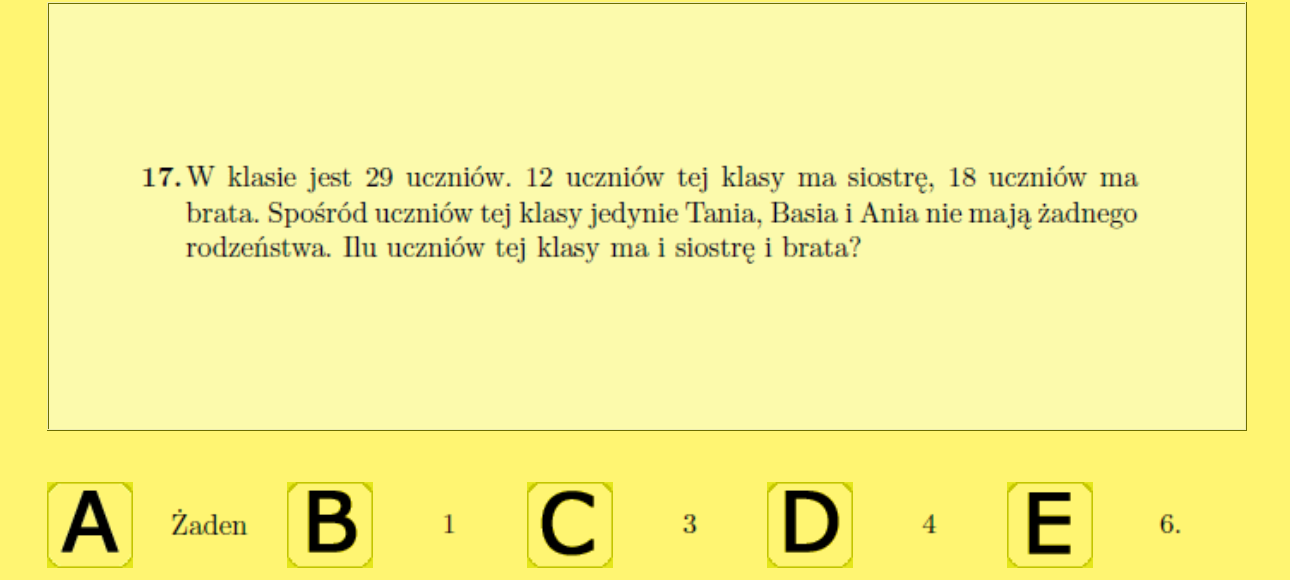 17. W klasie jest 29 uczniów. 12 uczniów tej klasy ma siostrę, 18 uczniów ma
brata. Spośród uczniów tej klasy jedynie Tania, Basia i Ania nie mają żadnego
rodzeństwa. Ilu uczniów tej klasy ma i siostrę i brata?
A Żaden B 1 C 3 D 4 E 6.